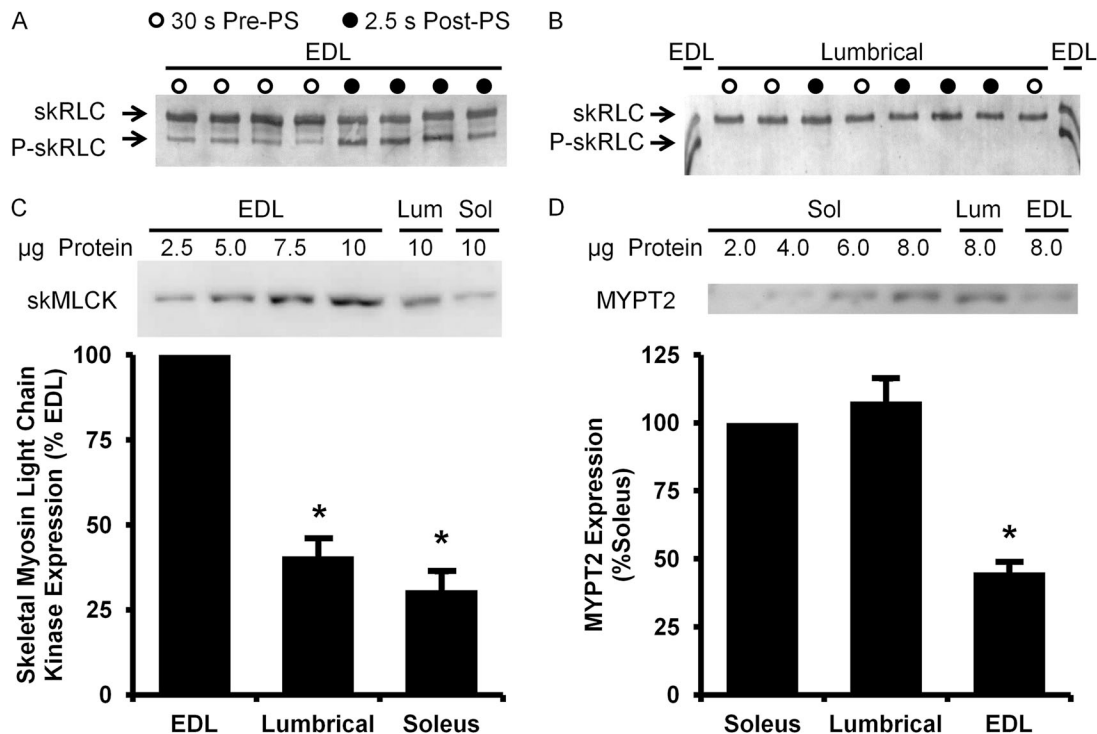 A
30 s Pre-PS 2.5 s Post-PS
EDL
skRLC
P-skRLC
B
EDL Lumbrical EDL
skRLC
P-skRLC
C
EDL Lum Sol
µg Protein 2.5 5.0 7.5 10 10 10
skMLCK
Skeletal Myosin Light Chain
Kinase Expression (% EDL)
100
75
50
25
0
* *
EDL Lumbrical Soleus
D
Sol Lum EDL
µg Protein 2.0 4.0 6.0 8.0 8.0 8.0
MYPT2
MYPT2 Expression
(%Soleus)
125
100
75
50
25
0
*
Soleus Lumbrical EDL